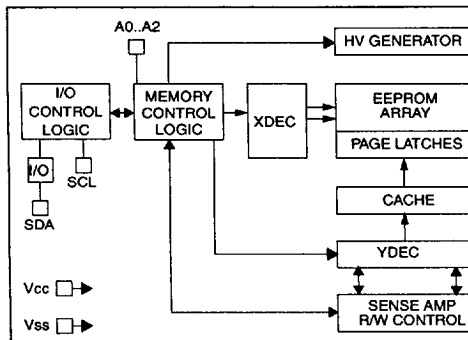 A0..A2
HV GENERATOR
I/O
CONTROL
LOGIC
MEMORY
CONTROL
LOGIC
XDEC
EEPROM
ARRAY
PAGE LATCHES
I/O
SCL
SDA
CACHE
YDEC
Vcc
Vss
SENSE AMP
R/W CONTROL